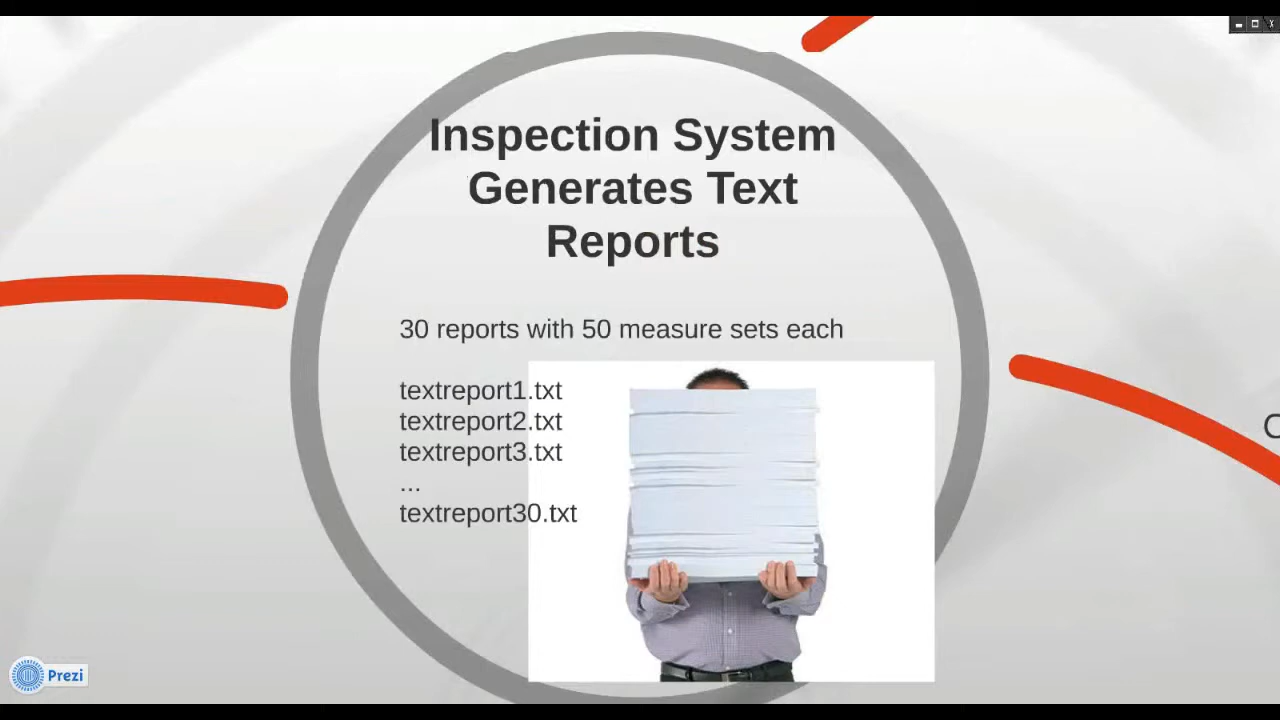 Inspection System
Generates Text
Reports
30 reports with 50 measure sets each
textreport1.txt
textreport2.txt
textreport3.txt
...
textreport30.txt
Prezi